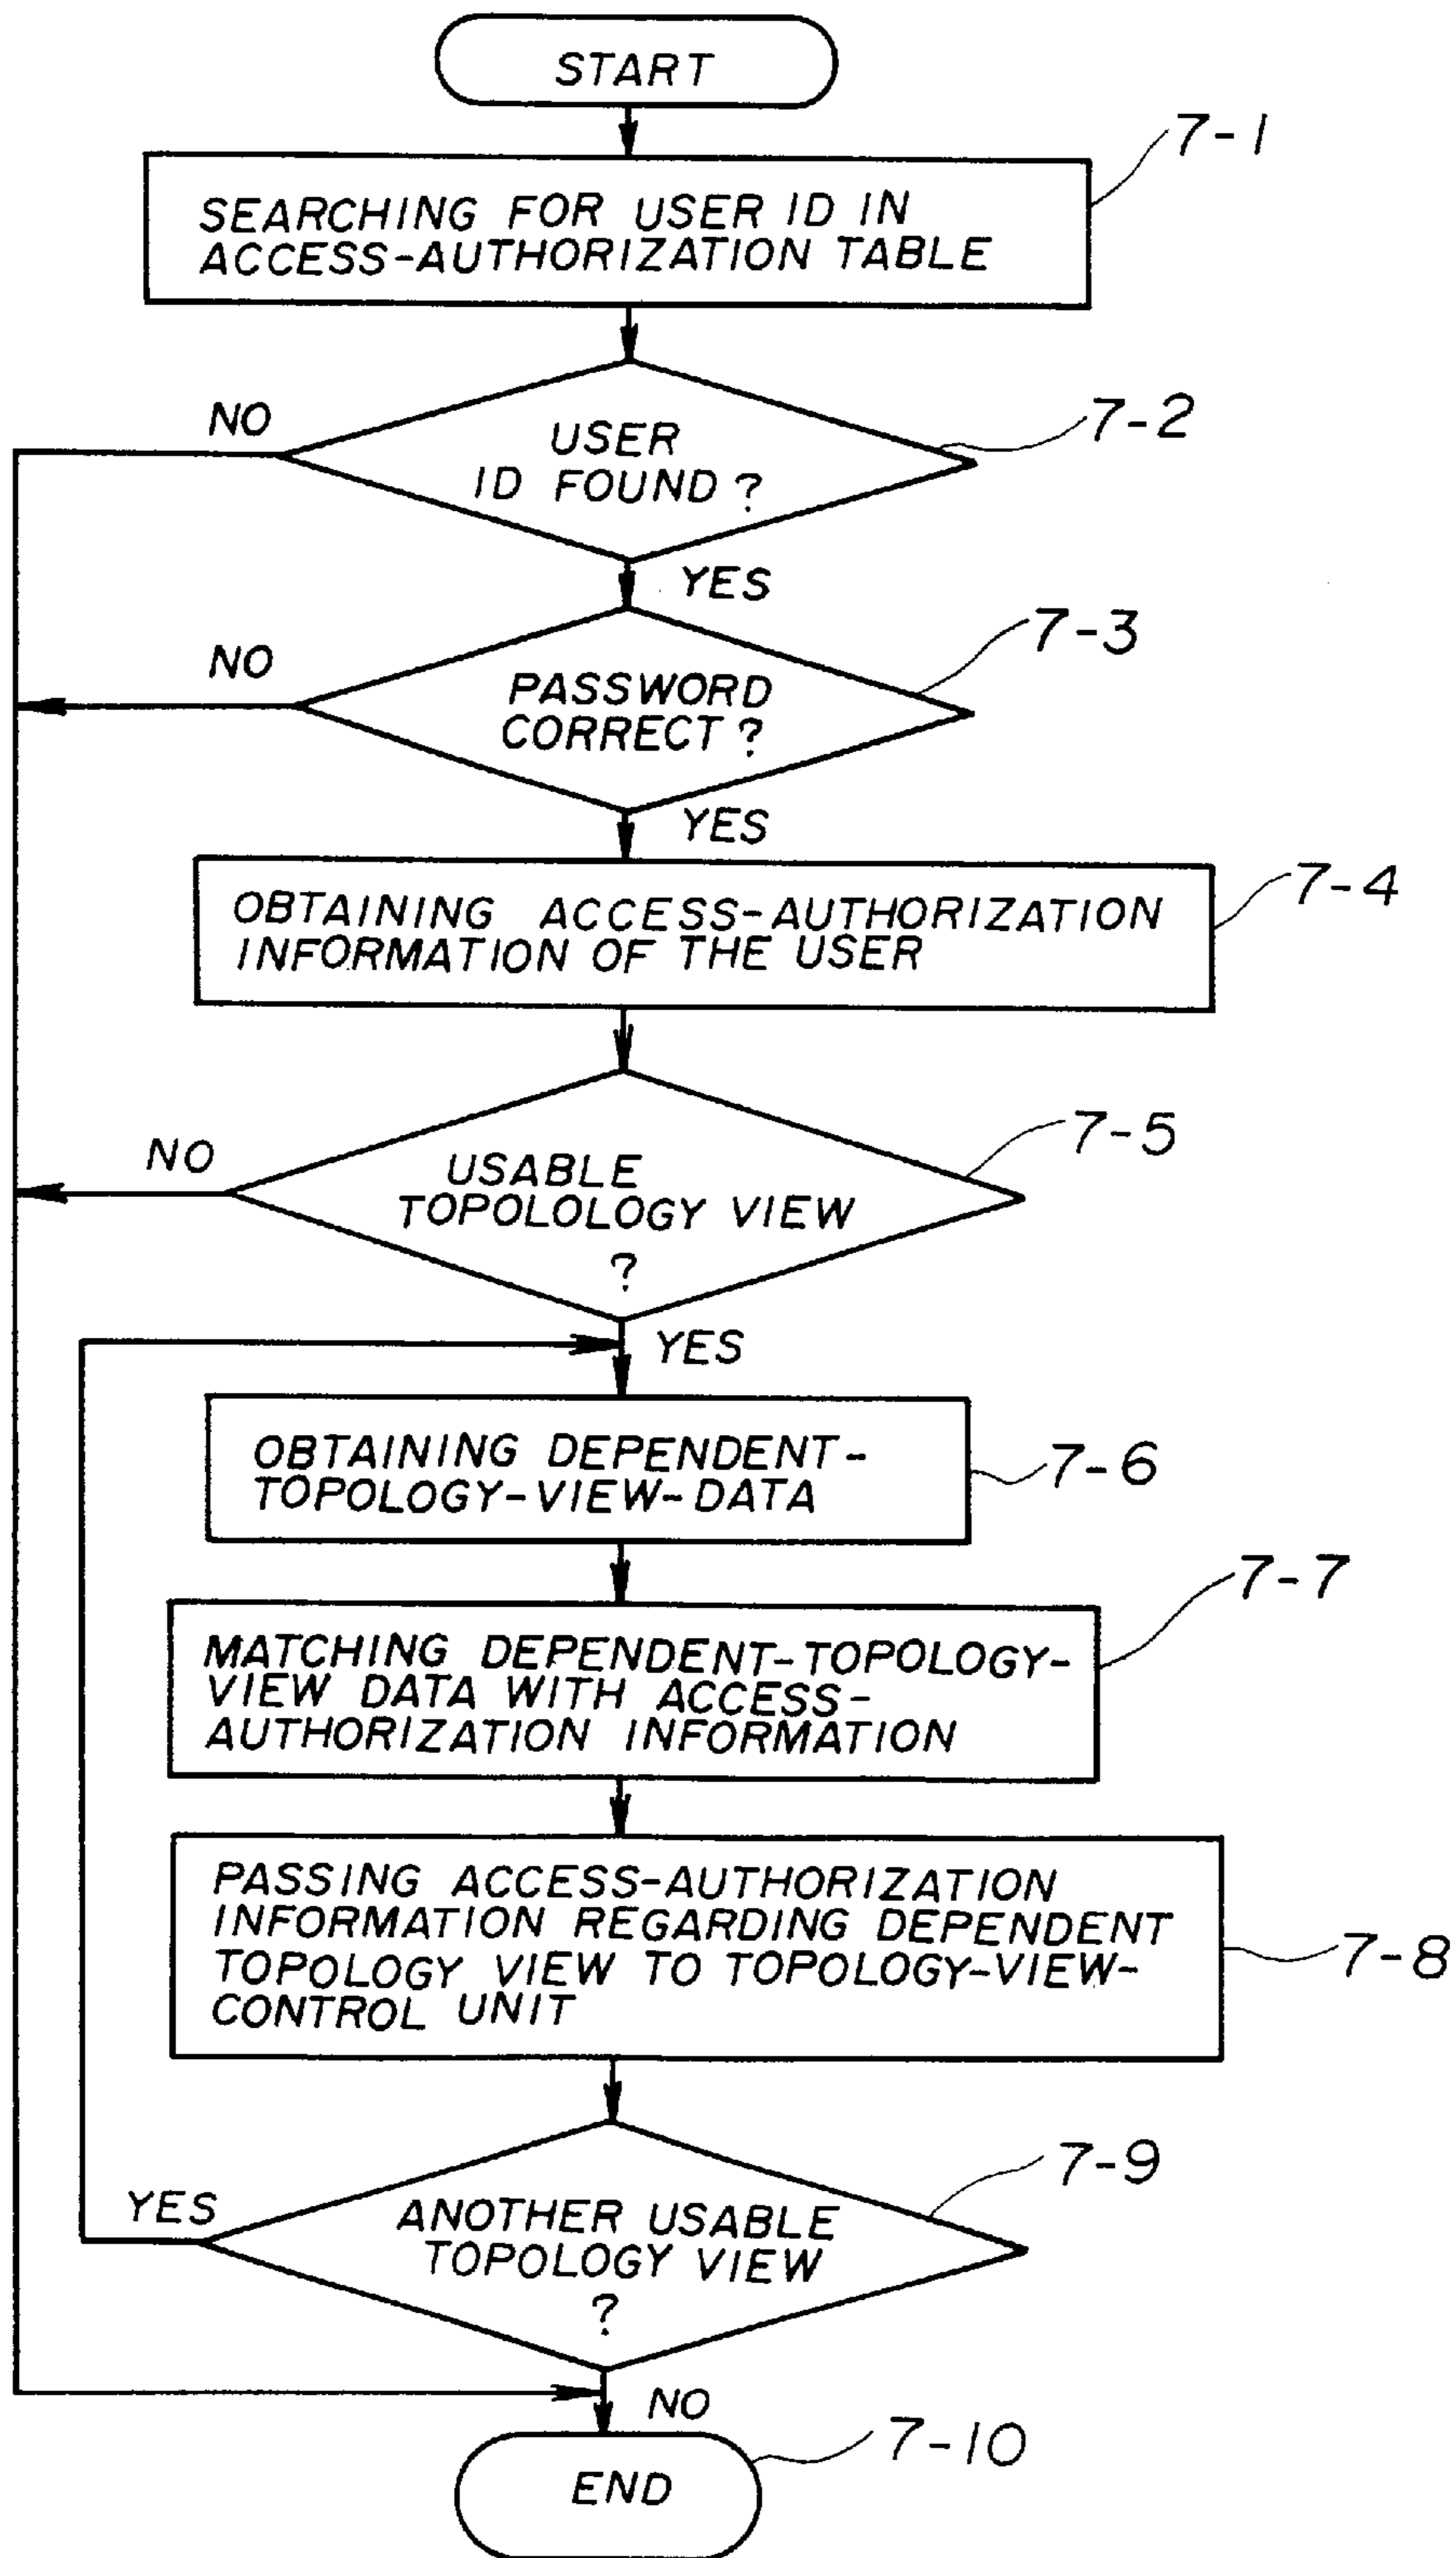 START
7-1
SEARCHING FOR USER ID IN
ACCESS-AUTHORIZATION TABLE
NO
7-2
USER
ID FOUND ?
YES
NO
7-3
PASSWORD
CORRECT ?
YES
7-4
OBTAINING ACCESS-AUTHORIZATION
INFORMATION OF THE USER
7-5
NO
USABLE
TOPOLOLOGY VIEW
?
YES
OBTAINING DEPENDENT-
TOPOLOGY-VIEW-DATA
7-6
7-7
MATCHING DEPENDENT-TOPOLOGY-
VIEW DATA WITH ACCESS-
AUTHORIZATION INFORMATION
PASSING ACCESS-AUTHORIZATION
INFORMATION REGARDING DEPENDENT
TOPOLOGY VIEW TO TOPOLOGY-VIEW-
CONTROL UNIT
7-8
7-9
YES
ANOTHER USABLE
TOPOLOGY VIEW
?
NO
7-10
END